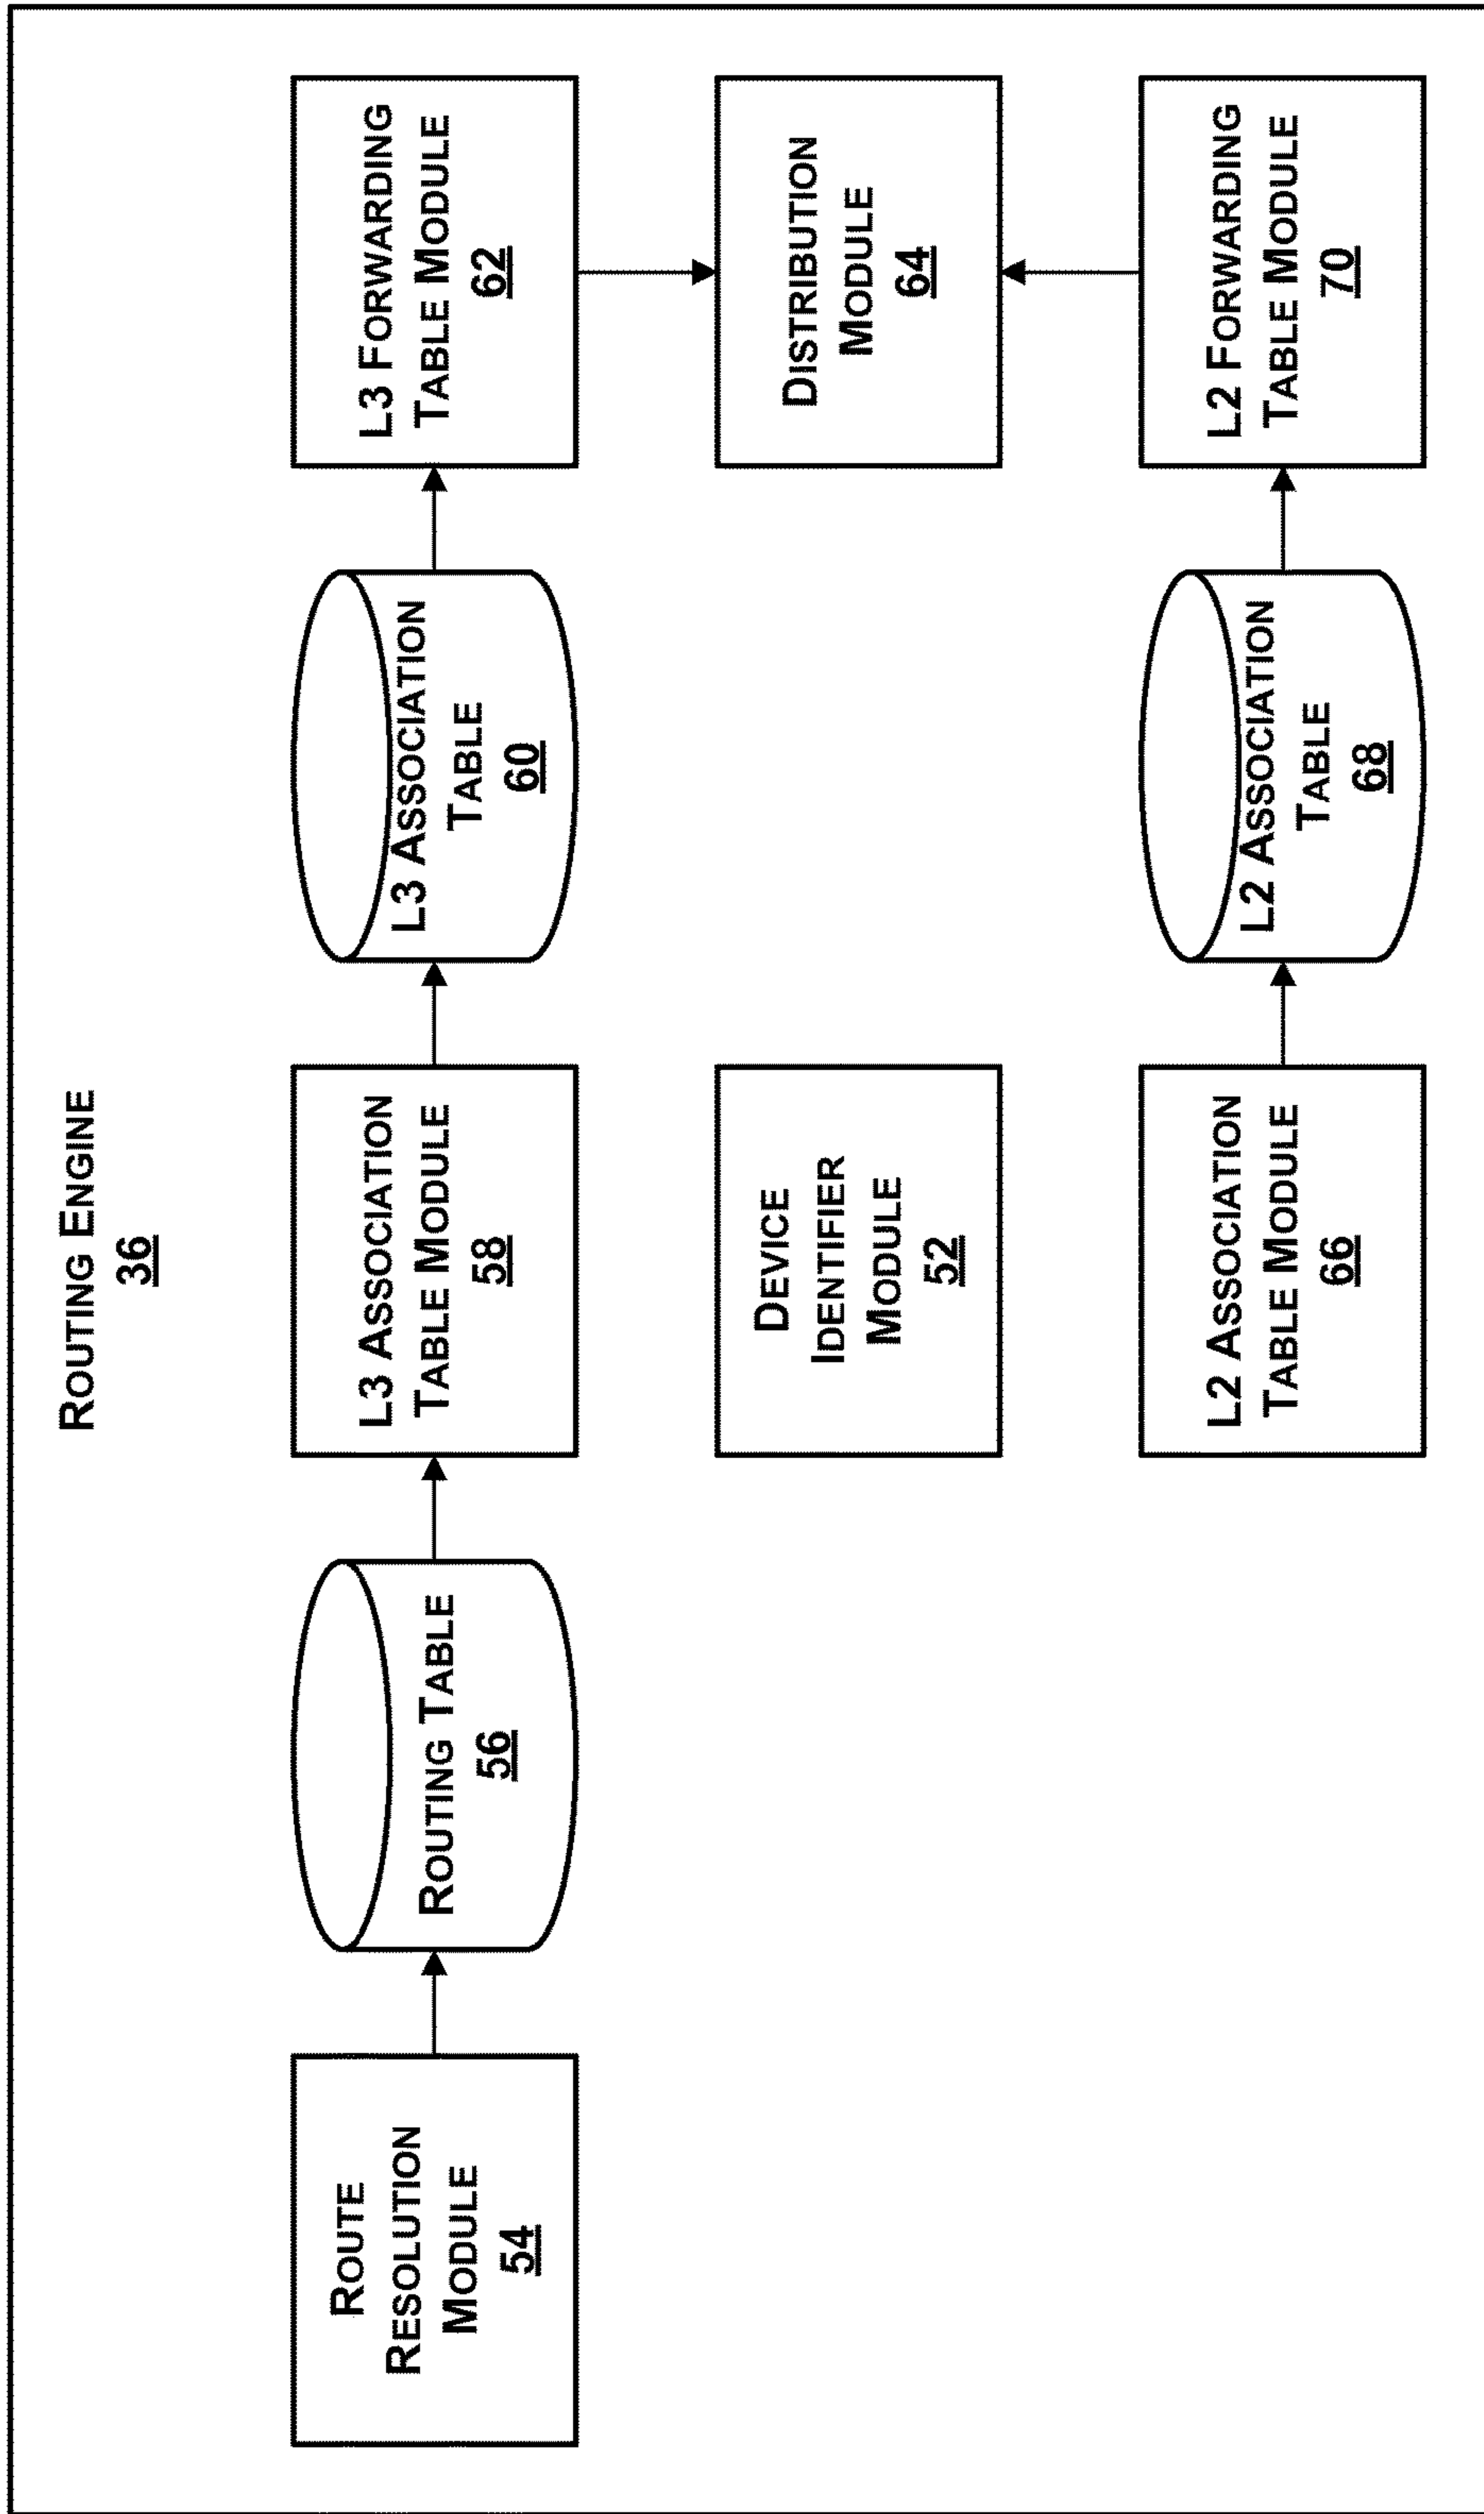 ROUTING ENGINE
36
ROUTE
RESOLUTION
MODULE
54
ROUTING TABLE
56
L3 ASSOCIATION
TABLE MODULE
58
L3 ASSOCIATION
TABLE
60
L3 FORWARDING
TABLE MODULE
62
DEVICE
IDENTIFIER
MODULE
52
DISTRIBUTION
MODULE
64
L2 ASSOCIATION
TABLE MODULE
66
L2 ASSOCIATION
TABLE
68
L2 FORWARDING
TABLE MODULE
70